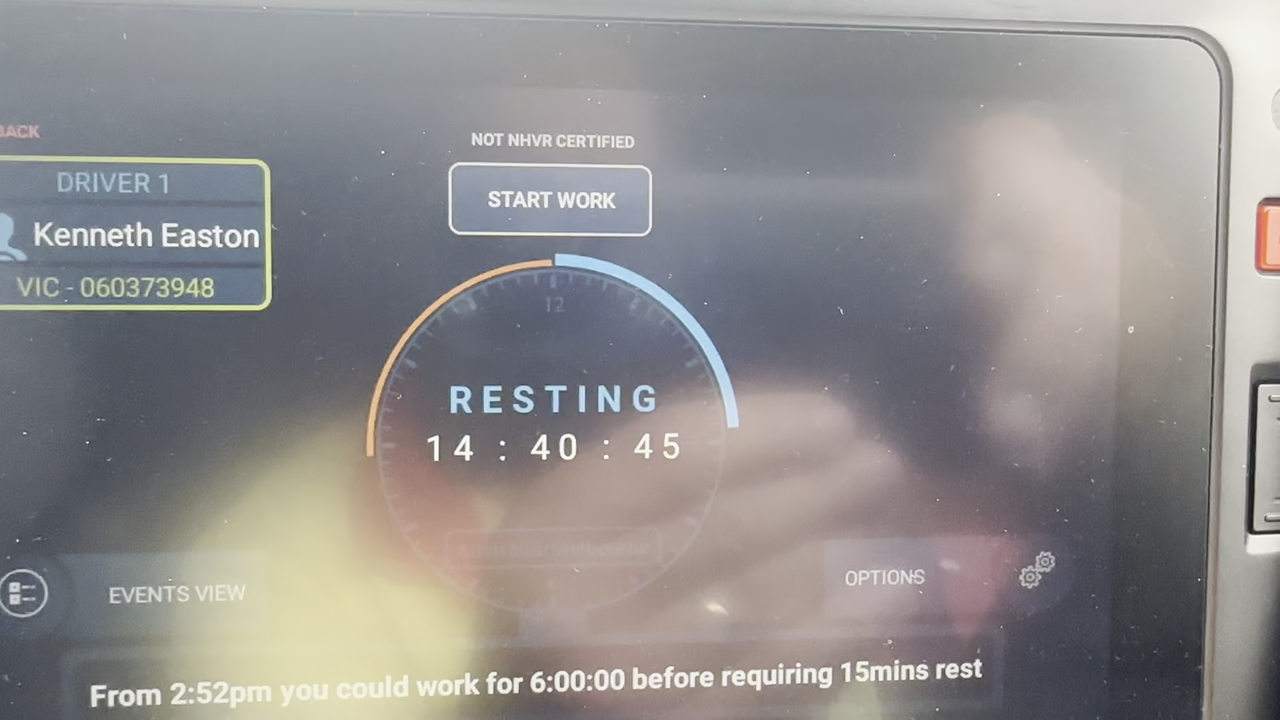 BACK
NOT NHVR CERTIFIED
START WORK
DRIVER 1
Kenneth Easton
VIC - 060373948
12
RESTING
14 : 40 : 45
EVENTS VIEW
OPTIONS
From 2:52pm you could work for 6:00:00 before requiring 15mins rest